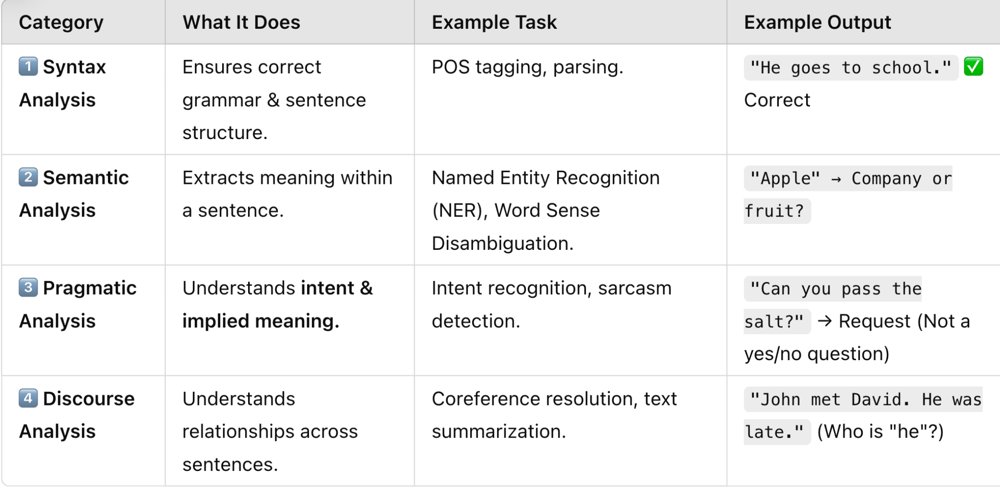 Category What It Does Example Task Example Output
1️⃣ Syntax Analysis
Ensures correct grammar & sentence structure.
POS tagging, parsing.
"He goes to school." ✅ Correct
2️⃣ Semantic Analysis
Extracts meaning within a sentence.
Named Entity Recognition (NER), Word Sense Disambiguation.
"Apple" → Company or fruit?
3️⃣ Pragmatic Analysis
Understands intent & implied meaning.
Intent recognition, sarcasm detection.
"Can you pass the salt?" → Request (Not a yes/no question)
4️⃣ Discourse Analysis
Understands relationships across sentences.
Coreference resolution, text summarization.
"John met David. He was late." (Who is "he"?)